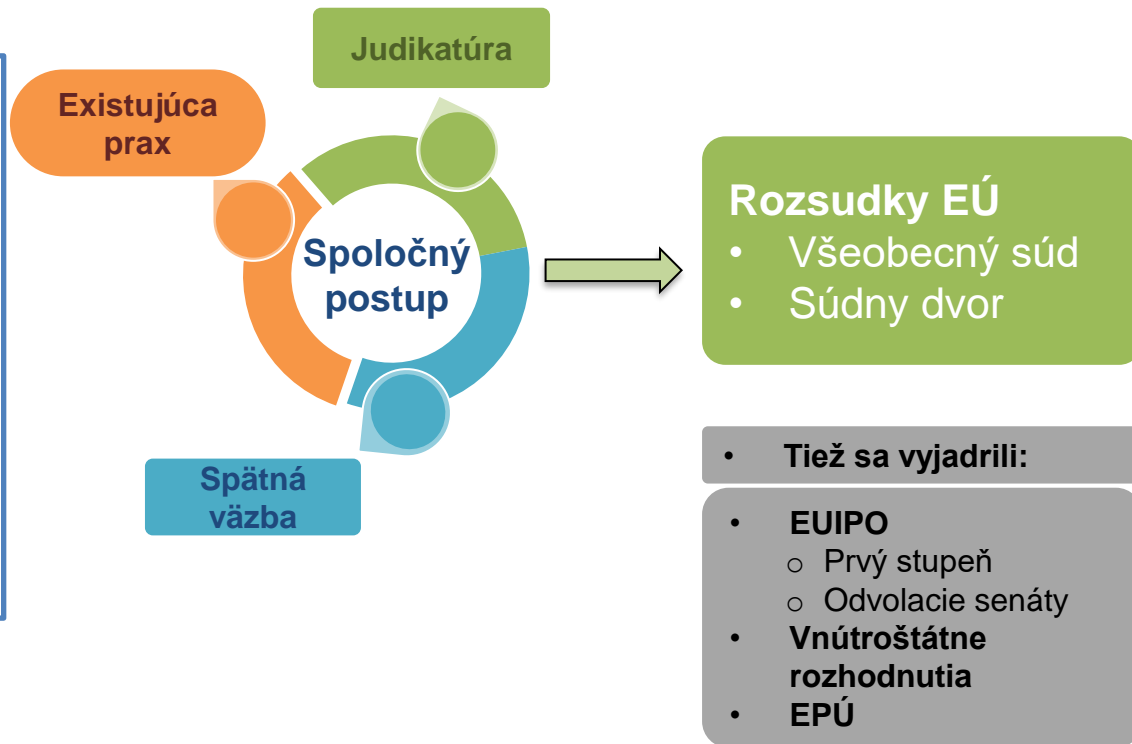 Judikatúra
Existujúca
prax
Spoločný
postup
Spätná
väzba
Rozsudky EÚ
• Všeobecný súd
• Súdny dvor
• Tiež sa vyjadrili:
• EUIPO
o Prvý stupeň
o Odvolacie senáty
• Vnútroštátne
rozhodnutia
• EPÚ